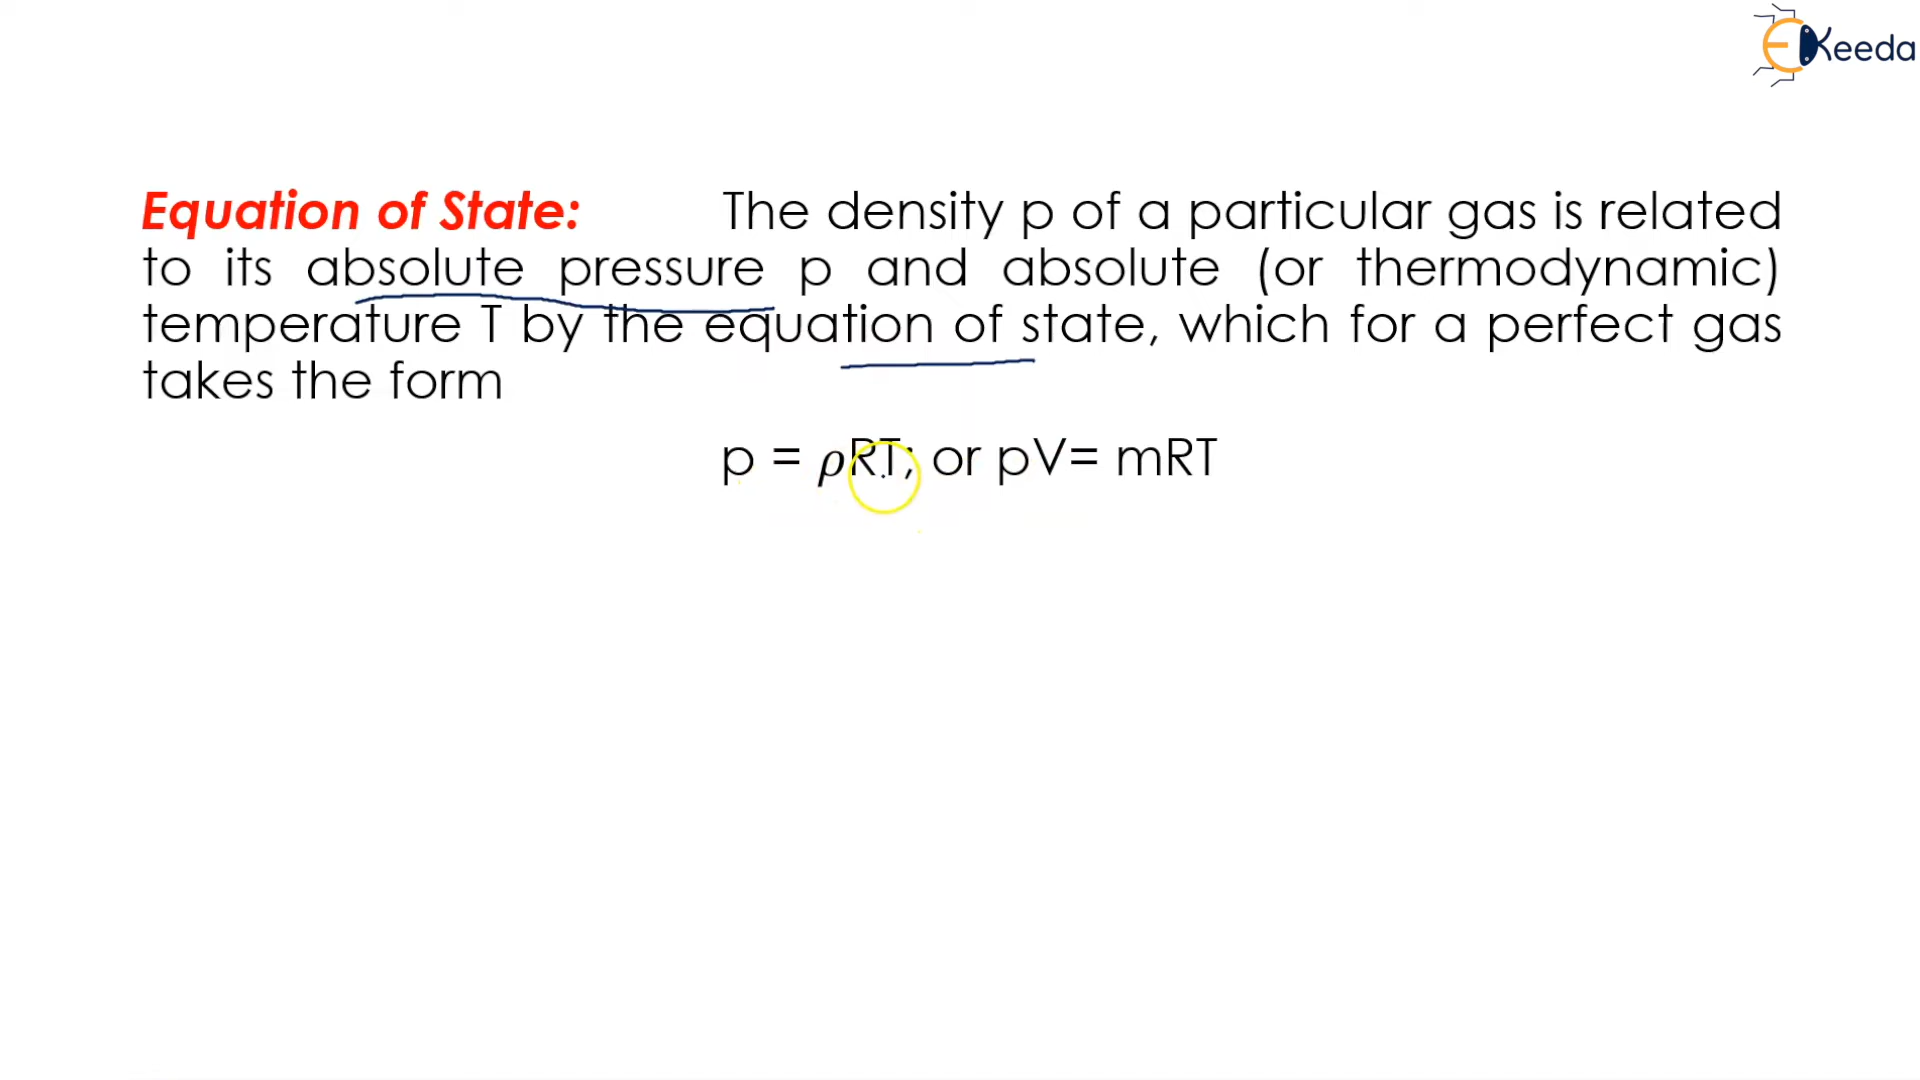 EKeeda
Equation of State: The density p of a particular gas is related
to its absolute pressure p and absolute (or thermodynamic)
temperature T by the equation of state, which for a perfect gas
takes the form
p = ρRT; or pV= mRT